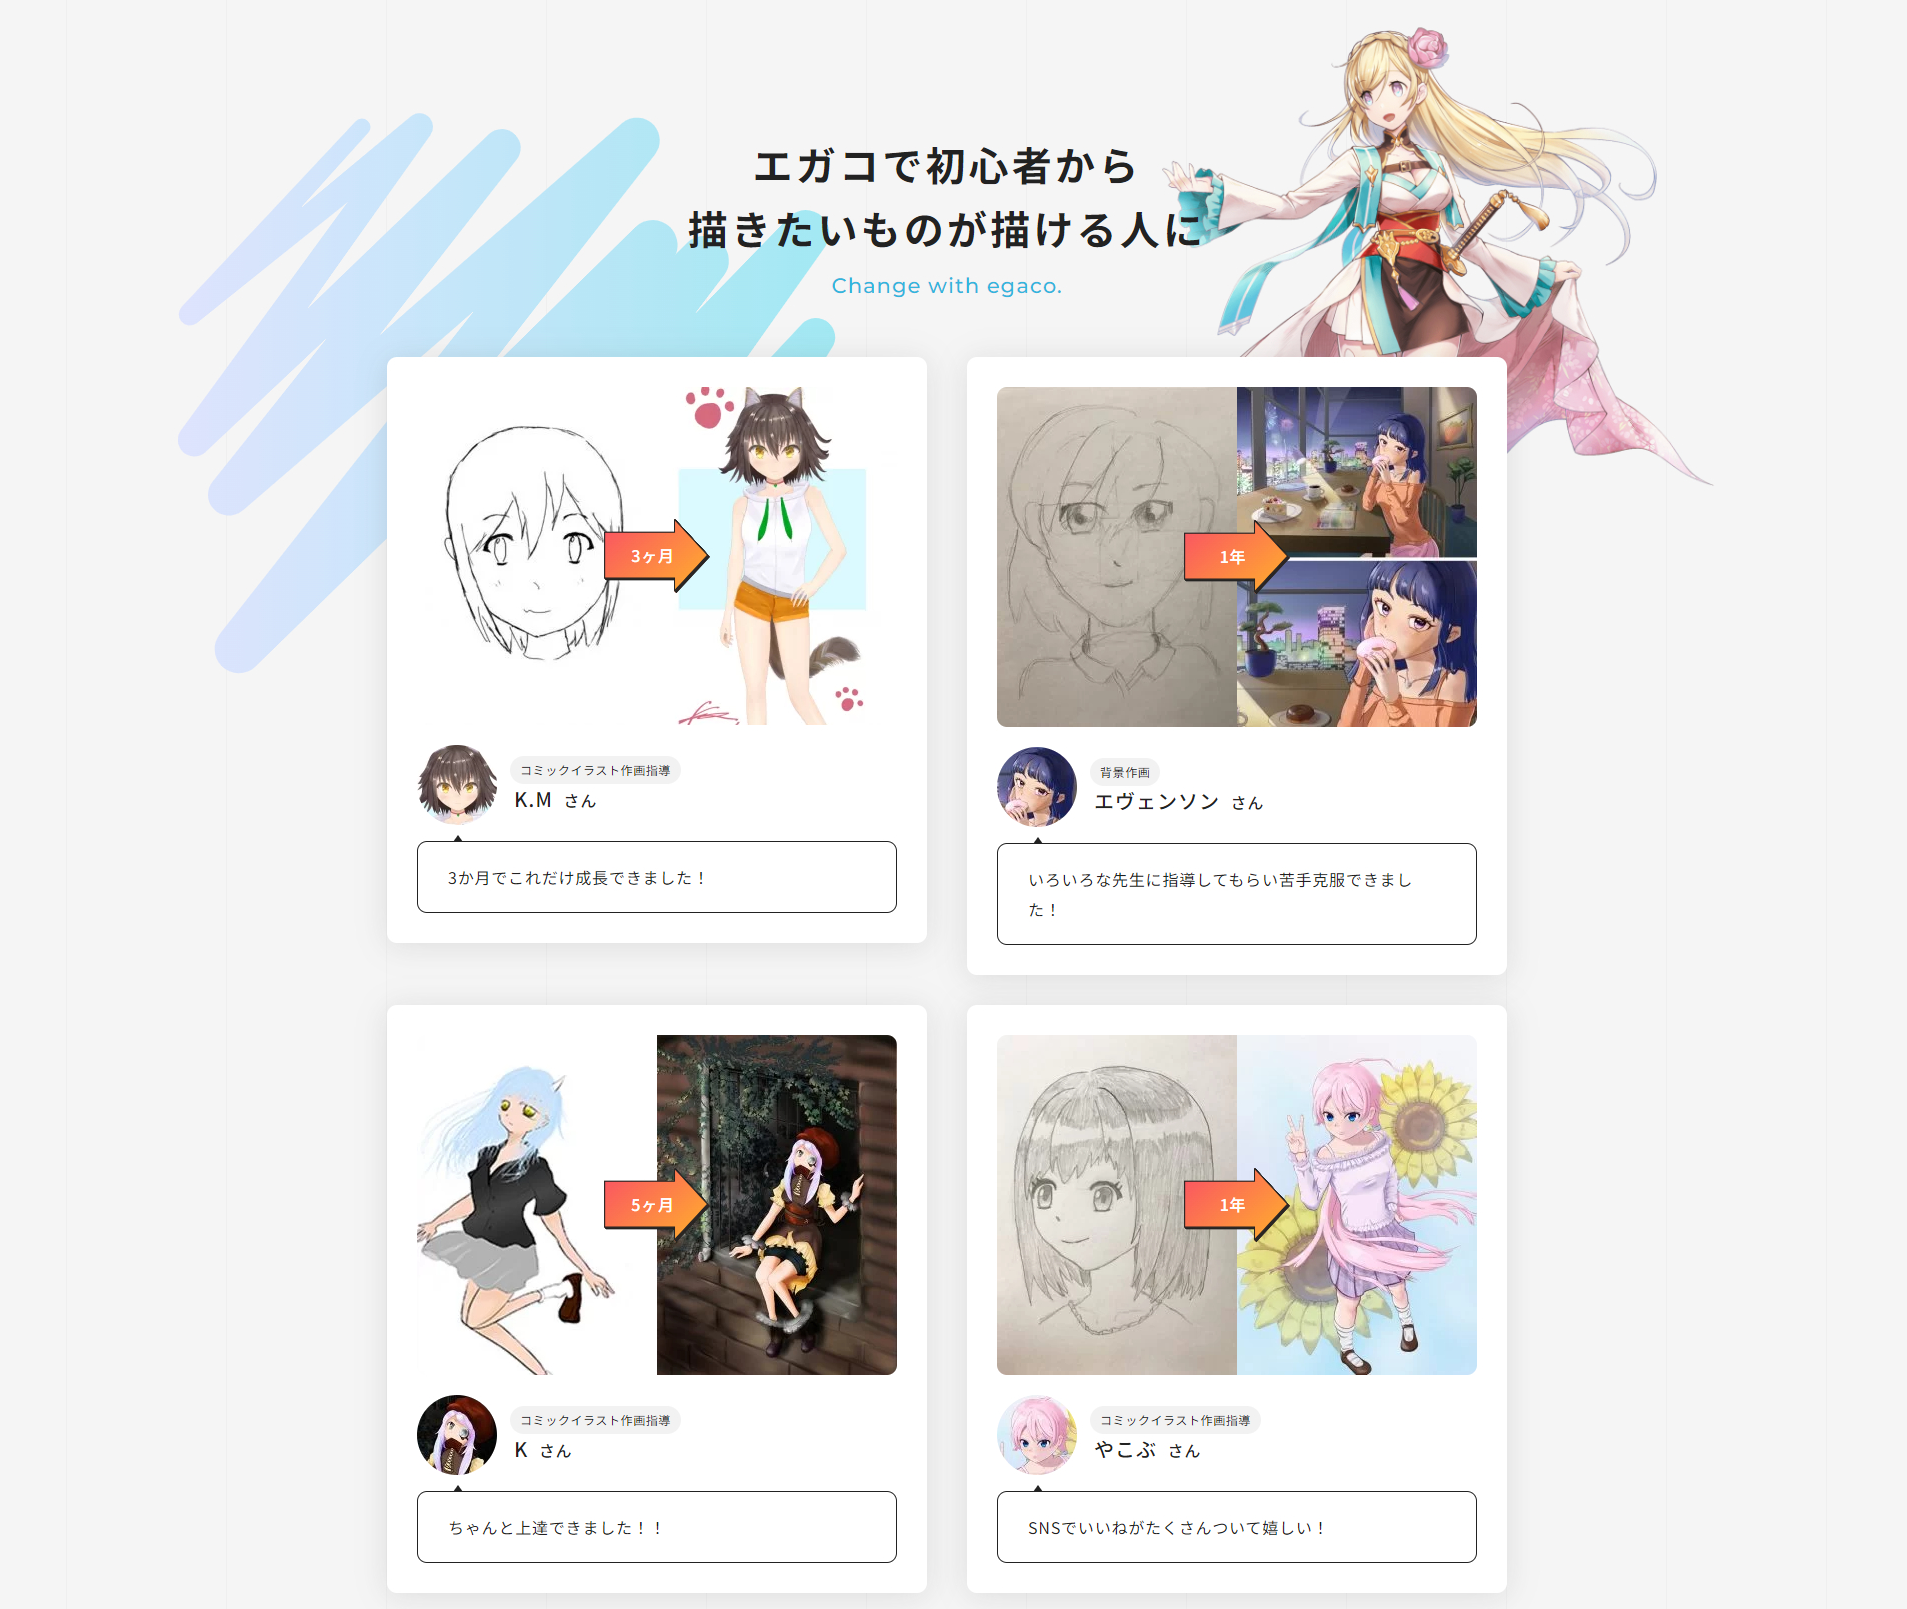 エガコで初心者から
描きたいものが描ける人に
Change with egaco.
3ヶ月
コミックイラスト作画指導
K.M さん
3か月でこれだけ成長できました！
1年
背景作画
エヴェンソン さん
いろいろな先生に指導してもらい苦手克服できまし
た！
5ヶ月
コミックイラスト作画指導
K さん
ちゃんと上達できました！！
1年
コミックイラスト作画指導
やこぶ さん
SNSでいいねがたくさんついて嬉しい！